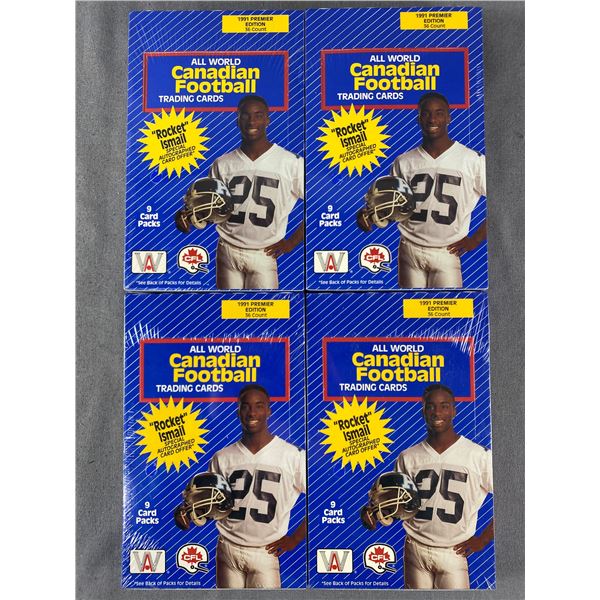 1991 PREMIER
EDITION
36 Count
ALL WORLD
Canadian
Football
TRADING CARDS
"Rocket"
Ismail
SPECIAL
AUTOGRAPHED
CARD OFFER*
25
9
Card
Packs
AW
CFL
*See Back of Packs for Details
1991 PREMIER
EDITION
36 Count
ALL WORLD
Canadian
Football
TRADING CARDS
"Rocket"
Ismail
SPECIAL
AUTOGRAPHED
CARD OFFER*
25
9
Card
Packs
AW
CFL
*See Back of Packs for Details
1991 PREMIER
EDITION
36 Count
ALL WORLD
Canadian
Football
TRADING CARDS
"Rocket"
Ismail
SPECIAL
AUTOGRAPHED
CARD OFFER*
25
9
Card
Packs
AW
CFL
*See Back of Packs for Details
1991 PREMIER
EDITION
36 Count
ALL WORLD
Canadian
Football
TRADING CARDS
"Rocket"
Ismail
SPECIAL
AUTOGRAPHED
CARD OFFER*
25
9
Card
Packs
AW
CFL
*See Back of Packs for Details